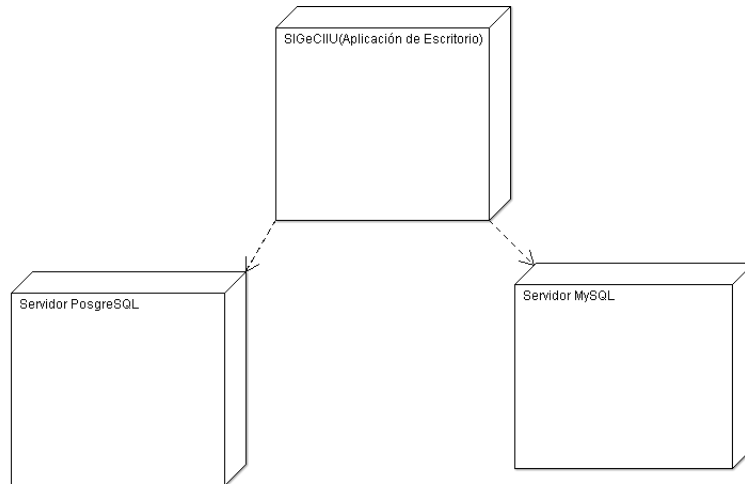 SIGeCIIU(Aplicación de Escritorio)
Servidor PosgreSQL
Servidor MySQL